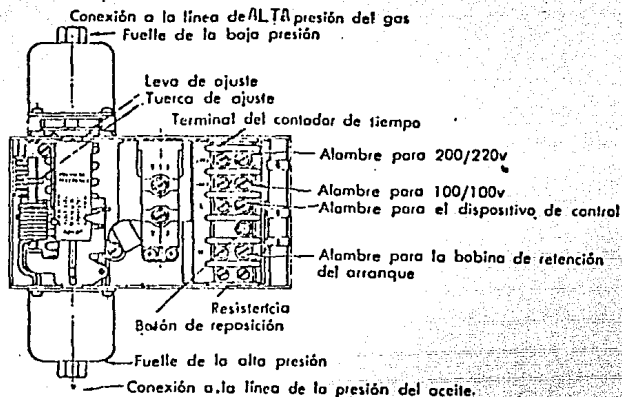 Conexión a la línea de ALTA presión del gas
Fuelle de la baja presión
Leva de ajuste
Tuerca de ajuste
Terminal del contador de tiempo
Alambre para 200/220v
Alambre para 100/100v
Alambre para el dispositivo de control
Alambre para la bobina de retención
del arranque
Resistencia
Botón de reposición
Fuelle de la alta presión
Conexión a.la línea de la presión del aceite.